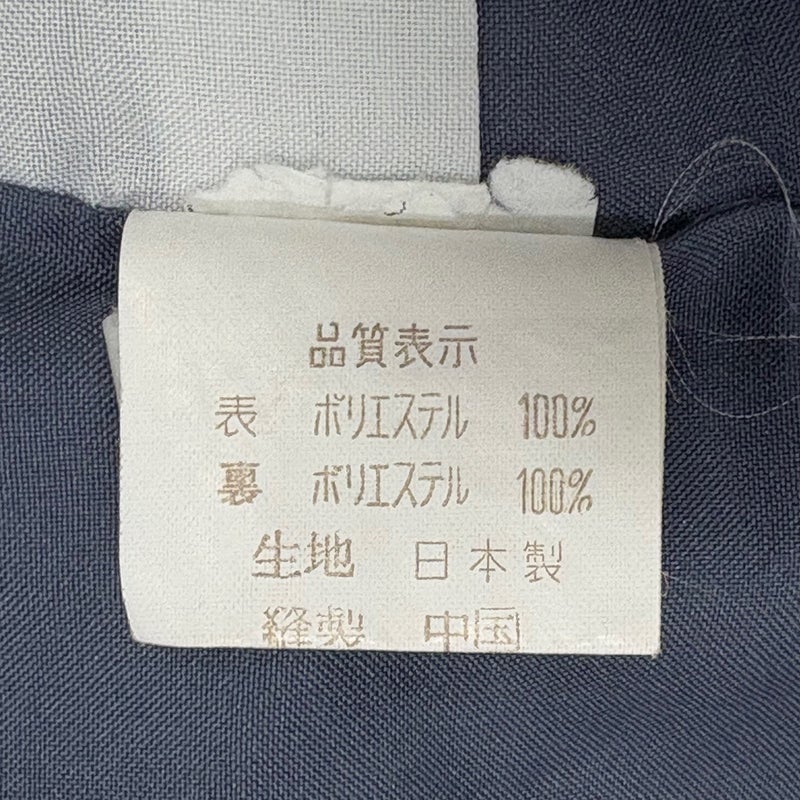 品質表示
表 ポリエステル 100%
裏 ポリエステル 100%
生地 日本製
縫製 中国